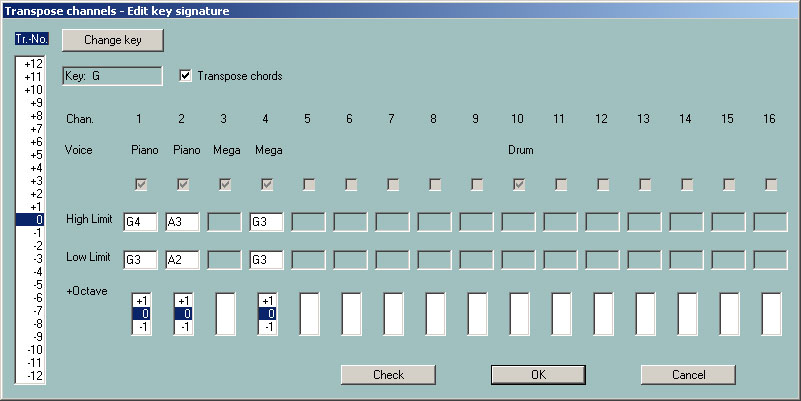 Transpose channels - Edit key signature
Tr.-No.
Change key
+12
+11
+10
+9
+8
+7
+6
+5
+4
+3
+2
+1
0
-1
-2
-3
-4
-5
-6
-7
-8
-9
-10
-11
-12
Key: G
Transpose chords
Chan. 1 2 3 4 5 6 7 8 9 10 11 12 13 14 15 16
Voice Piano Piano Mega Mega Drum
High Limit G4 A3 G3
Low Limit G3 A2 G3
+Octave
+1 +1 +1
0 0 0
-1 -1 -1
Check OK Cancel